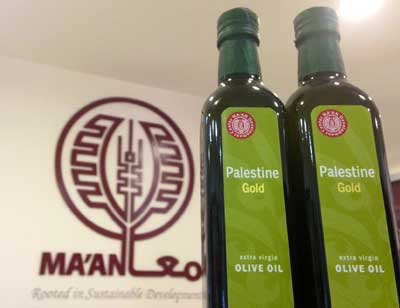 MA'AN معا
Rooted in Sustainable Development
Palestine
Gold
extra virgin
OLIVE OIL
Palestine
Gold
extra virgin
OLIVE OIL